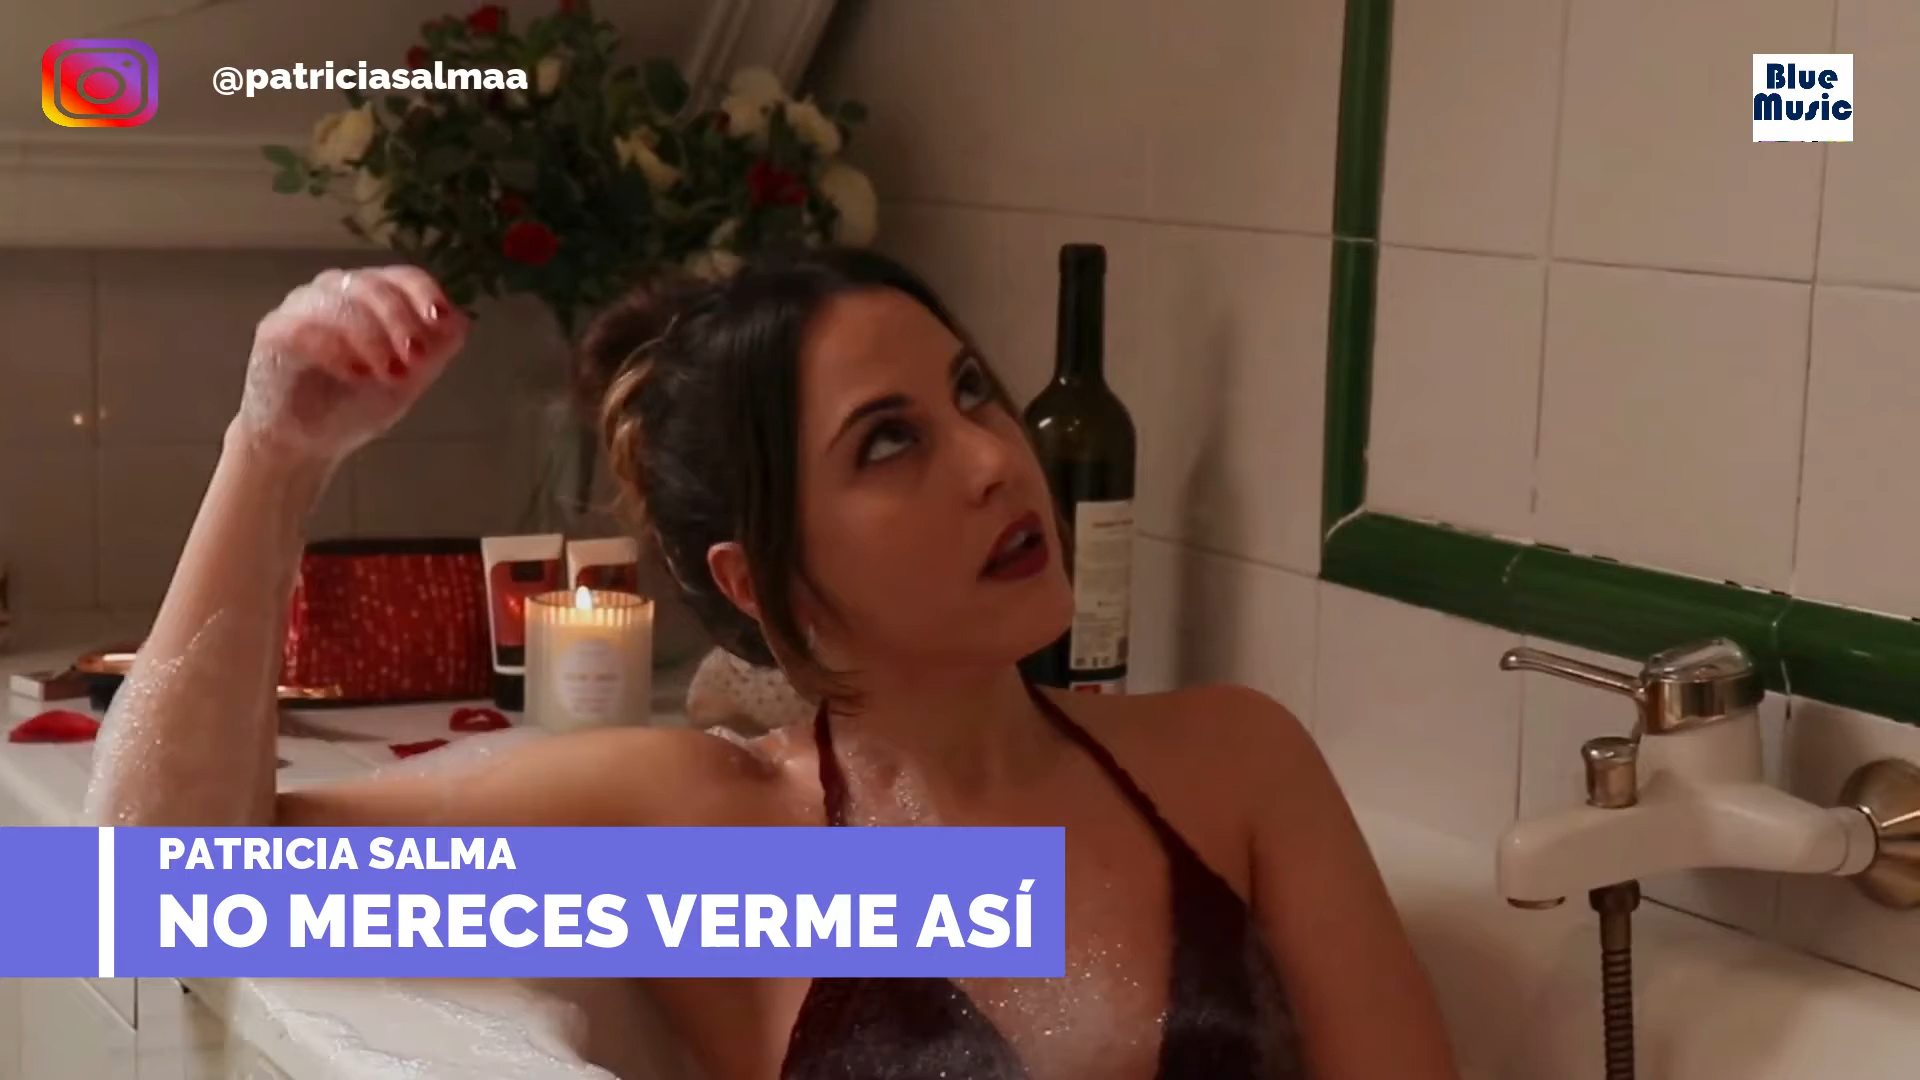 @patriciasalmaa
Blue
Music
PATRICIA SALMA
NO MERECES VERME ASÍ